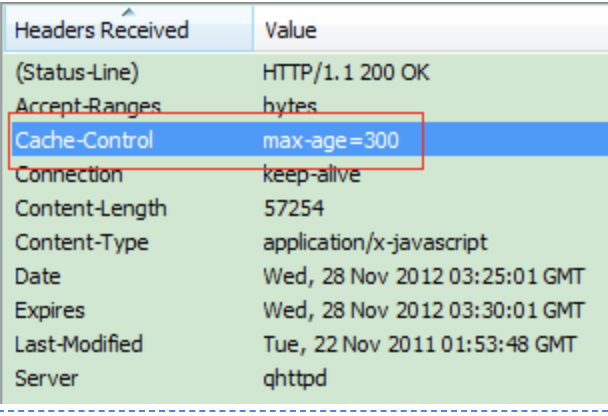 Headers Received Value
(Status-Line) HTTP/1.1 200 OK
Accept-Ranges bytes
Cache-Control max-age=300
Connection keep-alive
Content-Length 57254
Content-Type application/x-javascript
Date Wed, 28 Nov 2012 03:25:01 GMT
Expires Wed, 28 Nov 2012 03:30:01 GMT
Last-Modified Tue, 22 Nov 2011 01:53:48 GMT
Server qhttpd